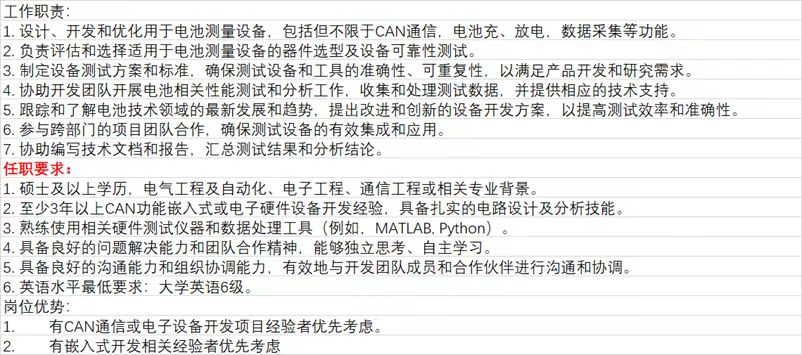 工作职责：
1. 设计、开发和优化用于电池测量设备，包括但不限于CAN通信，电池充、放电，数据采集等功能。
2. 负责评估和选择适用于电池测量设备的器件选型及设备可靠性测试。
3. 制定设备测试方案和标准，确保测试设备和工具的准确性、可重复性，以满足产品开发和研究需求。
4. 协助开发团队开展电池相关性能测试和分析工作，收集和处理测试数据，并提供相应的技术支持。
5. 跟踪和了解电池技术领域的最新发展和趋势，提出改进和创新的设备开发方案，以提高测试效率和准确性。
6. 参与跨部门的项目团队合作，确保测试设备的有效集成和应用。
7. 协助编写技术文档和报告，汇总测试结果和分析结论。
任职要求：
1. 硕士及以上学历，电气工程及自动化、电子工程、通信工程或相关专业背景。
2. 至少3年以上CAN功能嵌入式或电子硬件设备开发经验，具备扎实的电路设计及分析技能。
3. 熟练使用相关硬件测试仪器和数据处理工具（例如，MATLAB, Python）。
4. 具备良好的问题解决能力和团队合作精神，能够独立思考、自主学习。
5. 具备良好的沟通能力和组织协调能力，有效地与开发团队成员和合作伙伴进行沟通和协调。
6. 英语水平最低要求：大学英语6级。
岗位优势：
1. 有CAN通信或电子设备开发项目经验者优先考虑。
2. 有嵌入式开发相关经验者优先考虑